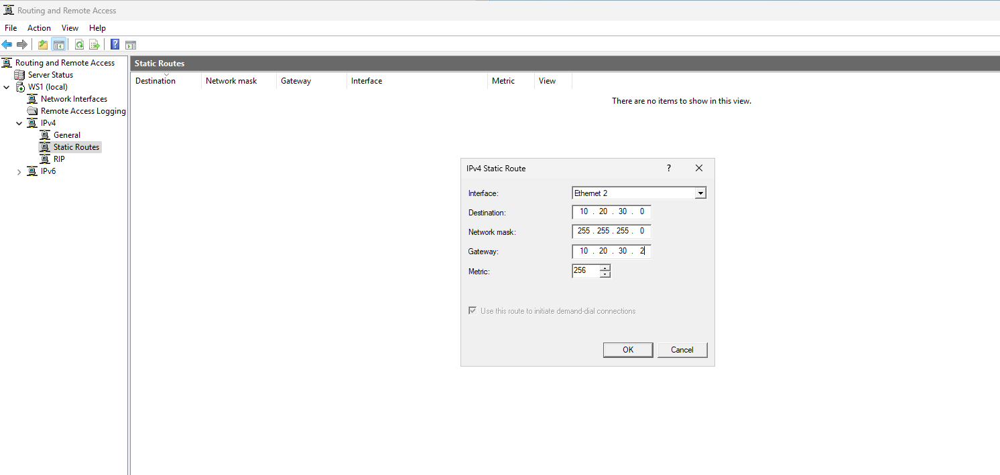 Routing and Remote Access
File Action View Help
Routing and Remote Access
Server Status
WS1 (local)
Network Interfaces
Remote Access Logging
IPv4
General
Static Routes
RIP
IPv6
Static Routes
Destination Network mask Gateway Interface Metric View
There are no items to show in this view.
IPv4 Static Route ?
Interface: Ethernet 2
Destination: 10 . 20 . 30 . 0
Network mask: 255 . 255 . 255 . 0
Gateway: 10 . 20 . 30 . 2
Metric: 256
Use this route to initiate demand-dial connections
OK Cancel